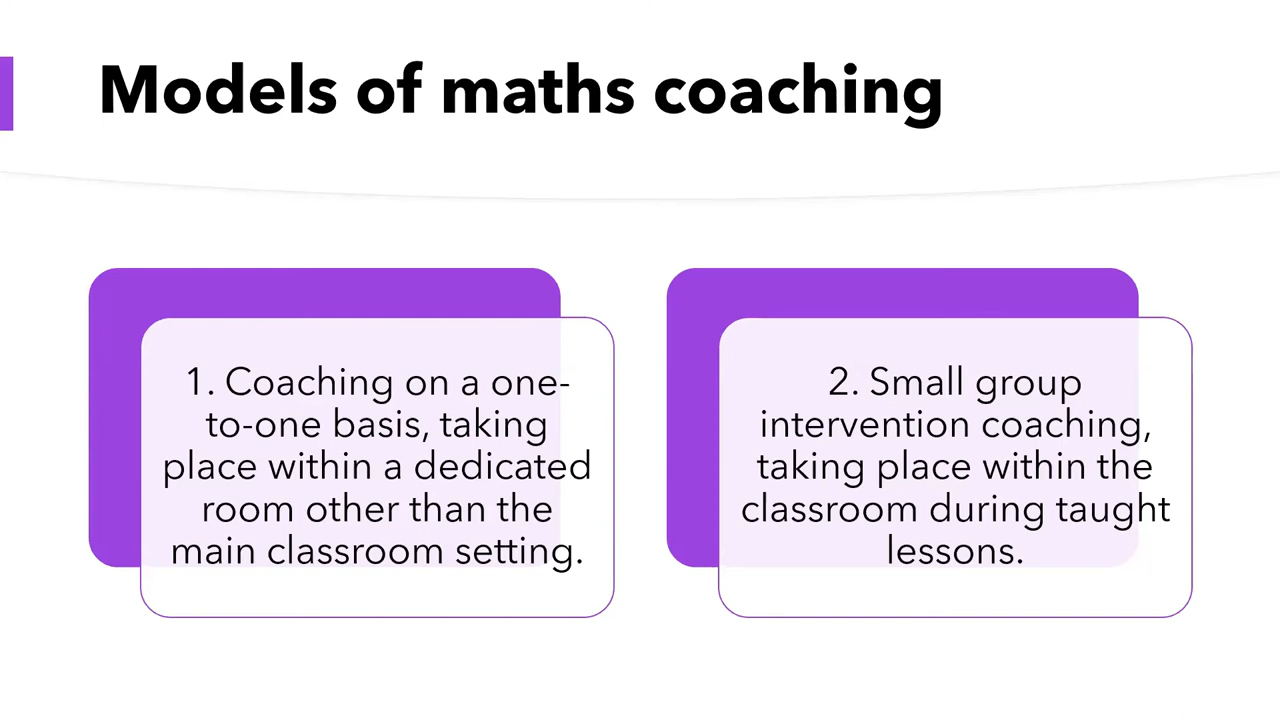 Models of maths coaching
1. Coaching on a one-
to-one basis, taking
place within a dedicated
room other than the
main classroom setting.
2. Small group
intervention coaching,
taking place within the
classroom during taught
lessons.